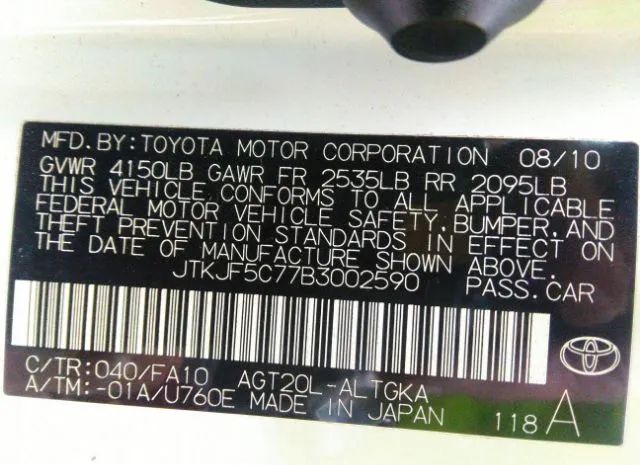 MFD.BY:TOYOTA MOTOR CORPORATION 08/10
GVWR 4150LB GAWR FR 2535LB RR 2095LB
THIS VEHICLE CONFORMS TO ALL APPLICABLE
FEDERAL MOTOR VEHICLE SAFETY,BUMPER,AND
THEFT PREVENTION STANDARDS IN EFFECT ON
THE DATE OF MANUFACTURE SHOWN ABOVE.
JTKJF5C77B3002590 PASS.CAR
C/TR:040/FA10 AGT20L-ALTGKA
A/TM:-01A/U760E MADE IN JAPAN 118A